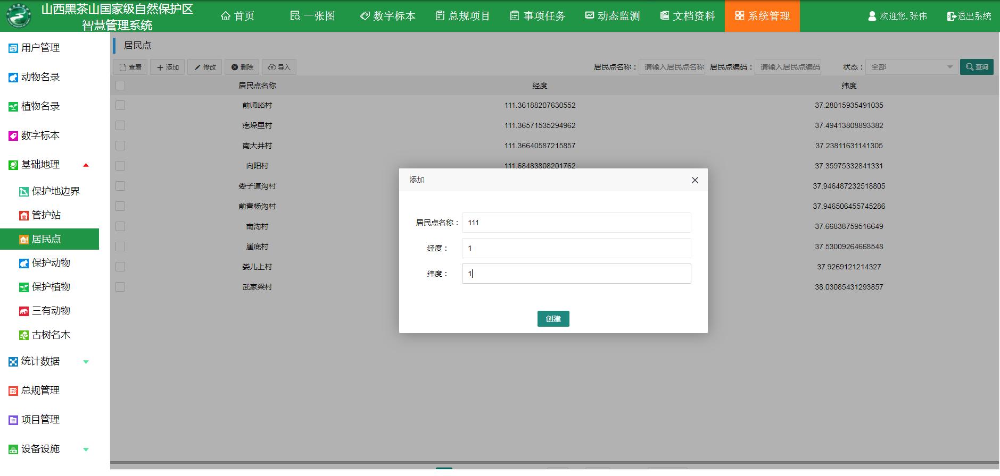 山西黑茶山国家级自然保护区
智慧管理系统
首页 一张图 数字标本 总规项目 事项任务 动态监测 文档资料 系统管理 欢迎您, 张伟 退出系统
用户管理
动物名录
植物名录
数字标本
基础地理
保护地边界
管护站
居民点
保护动物
保护植物
三有动物
古树名木
统计数据
总规管理
项目管理
设备设施
居民点
查看 添加 修改 删除 导入 居民点名称： 请输入居民点名称 居民点编码： 请输入居民点编码 状态： 全部 查询
居民点名称 经度 纬度
前师峪村 111.36188207630552 37.28015935491035
疙垛里村 111.36571535294962 37.49413808893382
南大井村 111.36640587215857 37.23811631141305
向阳村 111.68483808201762 37.35975332841331
娄子道沟村 37.946487232518805
前青杨沟村 37.946506455745286
南沟村 37.66838759516649
崖底村 37.53009264668548
娄儿上村 37.9269121214327
武家梁村 38.03085431293857
添加
居民点名称： 111
经度： 1
纬度： 1
创建